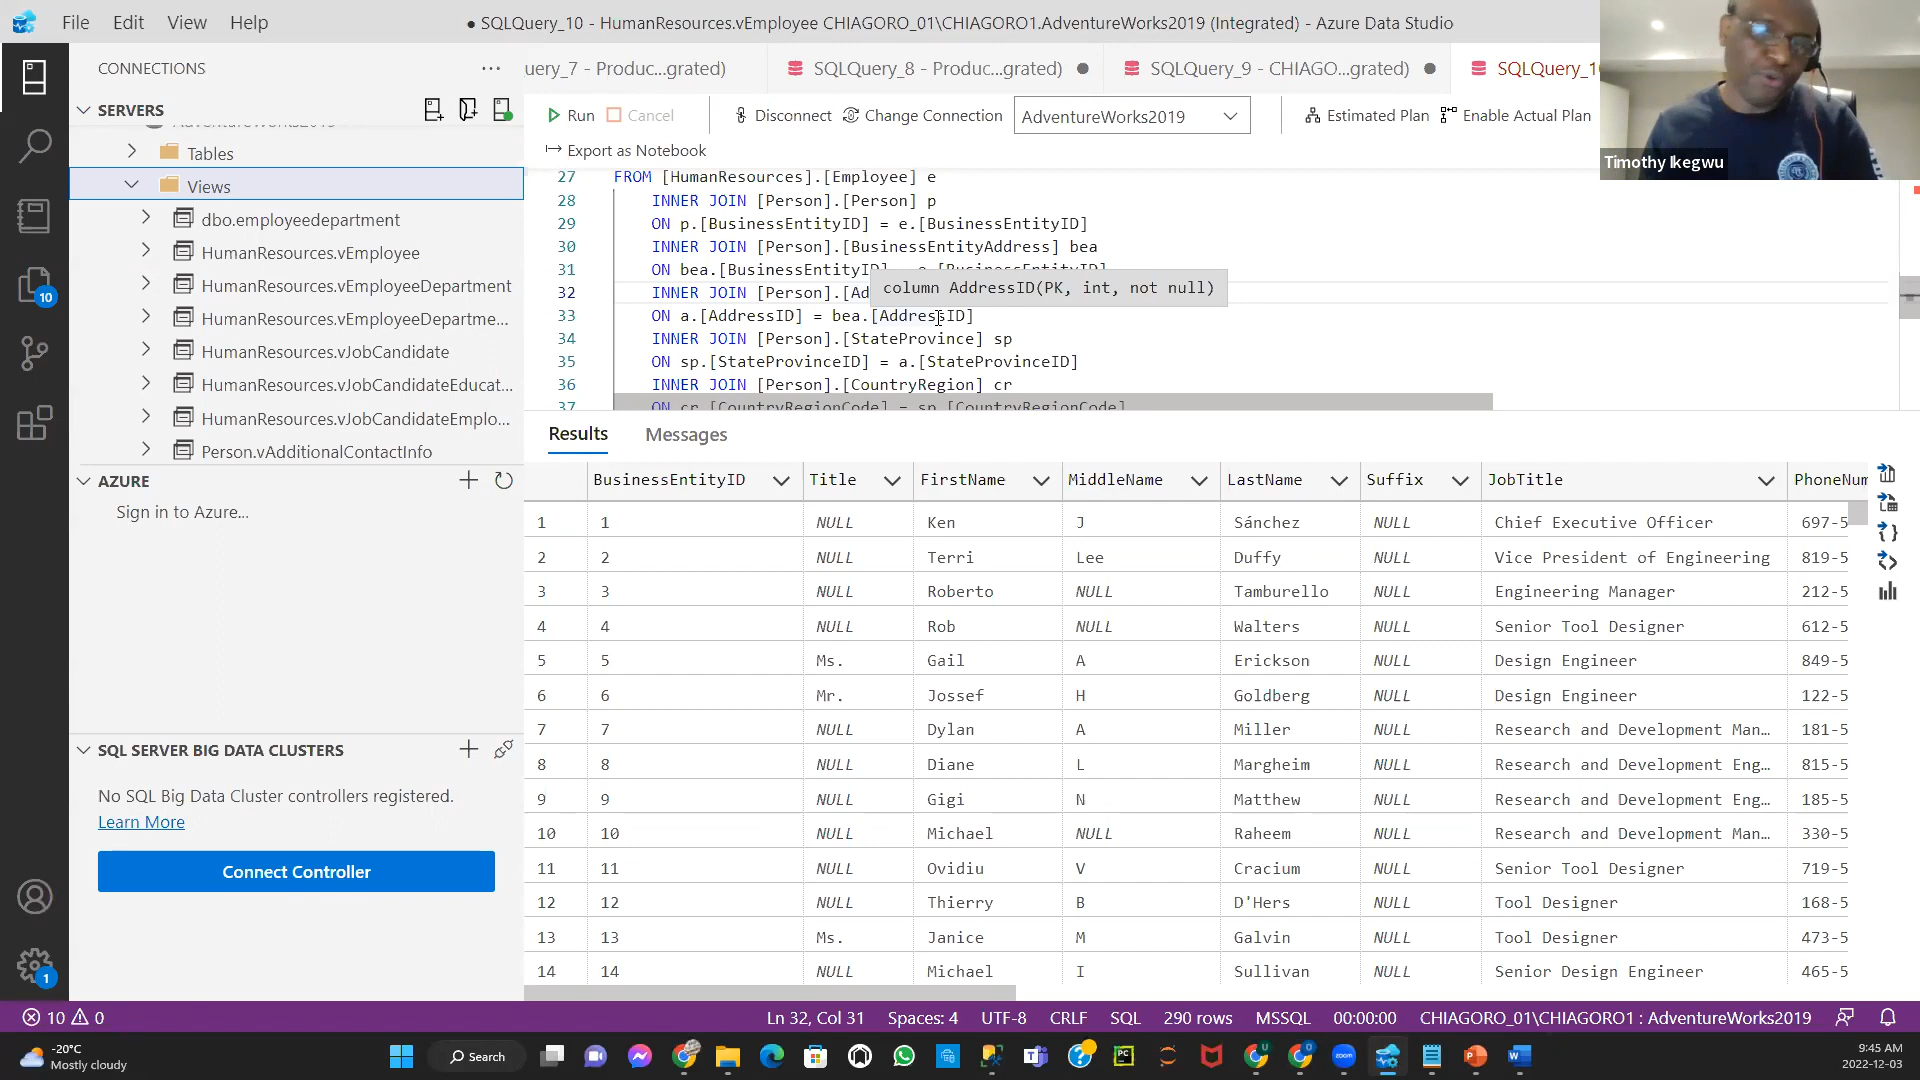 File Edit View Help
● SQLQuery_10 - HumanResources.vEmployee CHIAGORO_01\CHIAGORO1.AdventureWorks2019 (Integrated) - Azure Data Studio
CONNECTIONS
SERVERS
Tables
Views
dbo.employeedepartment
HumanResources.vEmployee
HumanResources.vEmployeeDepartment
HumanResources.vEmployeeDepartme...
HumanResources.vJobCandidate
HumanResources.vJobCandidateEducat...
HumanResources.vJobCandidateEmplo...
Person.vAdditionalContactInfo
AZURE
Sign in to Azure...
SQL SERVER BIG DATA CLUSTERS
No SQL Big Data Cluster controllers registered.
Learn More
Connect Controller
10
1
uery_7 - Produc...grated) SQLQuery_8 - Produc...grated) ● SQLQuery_9 - CHIAGO...grated) ● SQLQuery_1
Run Cancel Disconnect Change Connection AdventureWorks2019 Estimated Plan Enable Actual Plan
Export as Notebook
Timothy Ikegwu
27 FROM [HumanResources].[Employee] e
28 INNER JOIN [Person].[Person] p
29 ON p.[BusinessEntityID] = e.[BusinessEntityID]
30 INNER JOIN [Person].[BusinessEntityAddress] bea
31 ON bea.[BusinessEntityID] = e.[BusinessEntityID]
32 INNER JOIN [Person].[Ad
column AddressID(PK, int, not null)
33 ON a.[AddressID] = bea.[AddressID]
34 INNER JOIN [Person].[StateProvince] sp
35 ON sp.[StateProvinceID] = a.[StateProvinceID]
36 INNER JOIN [Person].[CountryRegion] cr
37 ON cr.[CountryRegionCode] = sp.[CountryRegionCode]
Results Messages
BusinessEntityID Title FirstName MiddleName LastName Suffix JobTitle PhoneNum
1 1 NULL Ken J Sánchez NULL Chief Executive Officer 697-5
2 2 NULL Terri Lee Duffy NULL Vice President of Engineering 819-5
3 3 NULL Roberto NULL Tamburello NULL Engineering Manager 212-5
4 4 NULL Rob NULL Walters NULL Senior Tool Designer 612-5
5 5 Ms. Gail A Erickson NULL Design Engineer 849-5
6 6 Mr. Jossef H Goldberg NULL Design Engineer 122-5
7 7 NULL Dylan A Miller NULL Research and Development Man... 181-5
8 8 NULL Diane L Margheim NULL Research and Development Eng... 815-5
9 9 NULL Gigi N Matthew NULL Research and Development Eng... 185-5
10 10 NULL Michael NULL Raheem NULL Research and Development Man... 330-5
11 11 NULL Ovidiu V Cracium NULL Senior Tool Designer 719-5
12 12 NULL Thierry B D'Hers NULL Tool Designer 168-5
13 13 Ms. Janice M Galvin NULL Tool Designer 473-5
14 14 NULL Michael I Sullivan NULL Senior Design Engineer 465-5
10 0 Ln 32, Col 31 Spaces: 4 UTF-8 CRLF SQL 290 rows MSSQL 00:00:00 CHIAGORO_01\CHIAGORO1 : AdventureWorks2019
-20°C
Mostly cloudy
Search
9:45 AM
2022-12-03